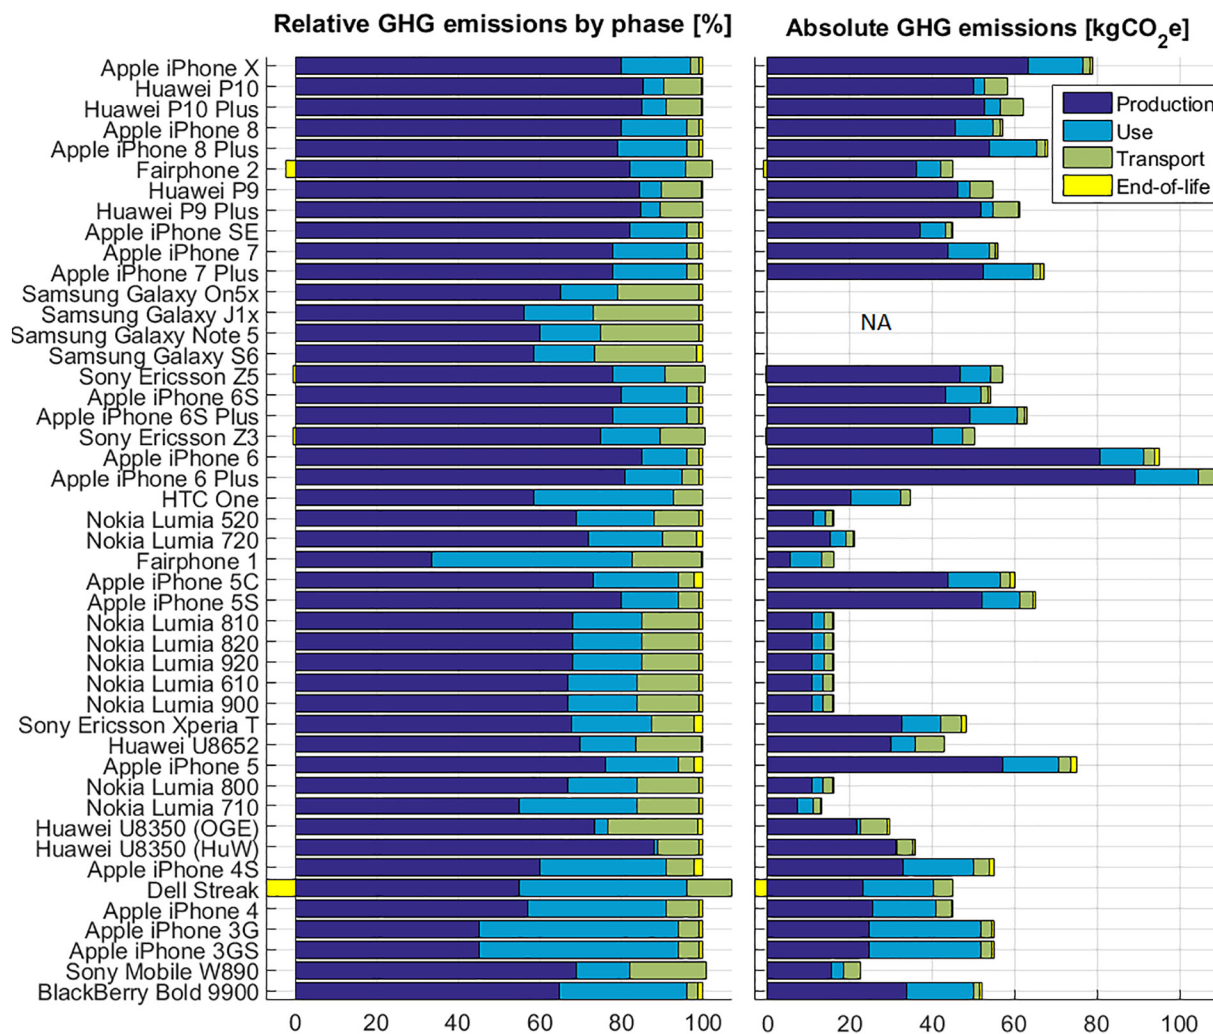 Relative GHG emissions by phase [%]
Absolute GHG emissions [kgCO2e]
Apple iPhone X
Huawei P10
Huawei P10 Plus
Apple iPhone 8
Apple iPhone 8 Plus
Fairphone 2
Huawei P9
Huawei P9 Plus
Apple iPhone SE
Apple iPhone 7
Apple iPhone 7 Plus
Samsung Galaxy On5x
Samsung Galaxy J1x
Samsung Galaxy Note 5
Samsung Galaxy S6
Sony Ericsson Z5
Apple iPhone 6S
Apple iPhone 6S Plus
Sony Ericsson Z3
Apple iPhone 6
Apple iPhone 6 Plus
HTC One
Nokia Lumia 520
Nokia Lumia 720
Fairphone 1
Apple iPhone 5C
Apple iPhone 5S
Nokia Lumia 810
Nokia Lumia 820
Nokia Lumia 920
Nokia Lumia 610
Nokia Lumia 900
Sony Ericsson Xperia T
Huawei U8652
Apple iPhone 5
Nokia Lumia 800
Nokia Lumia 710
Huawei U8350 (OGE)
Huawei U8350 (HuW)
Apple iPhone 4S
Dell Streak
Apple iPhone 4
Apple iPhone 3G
Apple iPhone 3GS
Sony Mobile W890
BlackBerry Bold 9900
0 20 40 60 80 100
Production
Use
Transport
End-of-life
NA
0 20 40 60 80 100